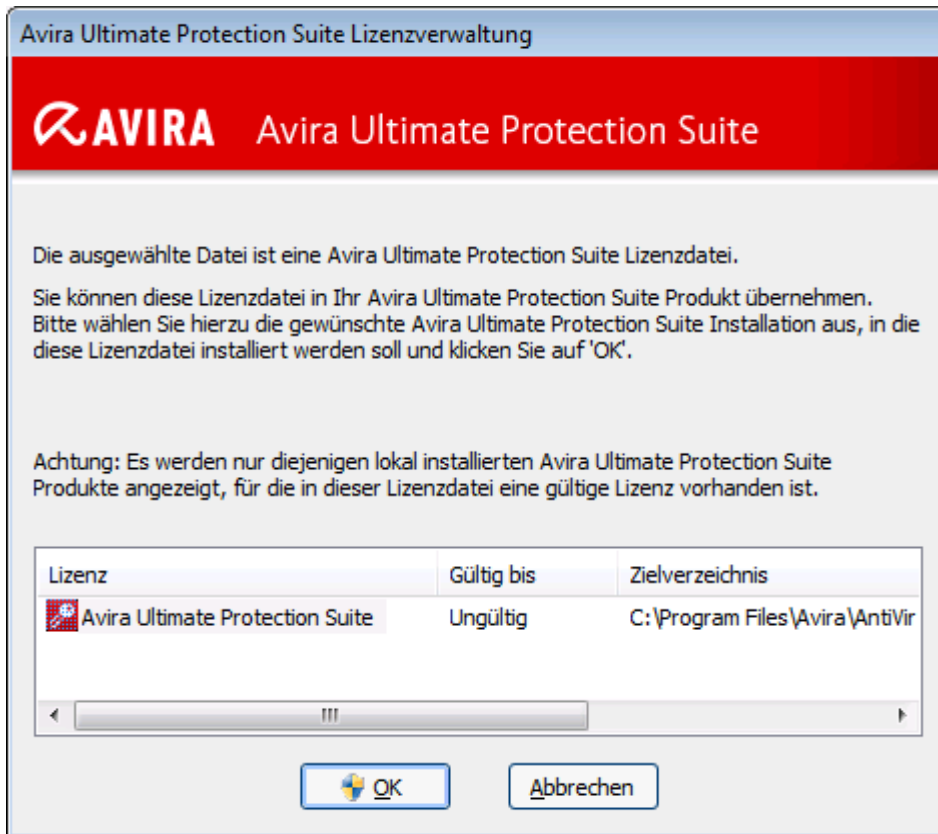 Avira Ultimate Protection Suite Lizenzverwaltung
AVIRA Avira Ultimate Protection Suite
Die ausgewählte Datei ist eine Avira Ultimate Protection Suite Lizenzdatei.
Sie können diese Lizenzdatei in Ihr Avira Ultimate Protection Suite Produkt übernehmen.
Bitte wählen Sie hierzu die gewünschte Avira Ultimate Protection Suite Installation aus, in die
diese Lizenzdatei installiert werden soll und klicken Sie auf 'OK'.
Achtung: Es werden nur diejenigen lokal installierten Avira Ultimate Protection Suite
Produkte angezeigt, für die in dieser Lizenzdatei eine gültige Lizenz vorhanden ist.
Lizenz Gültig bis Zielverzeichnis
Avira Ultimate Protection Suite Ungültig C:\Program Files\Avira\AntiVir
OK Abbrechen